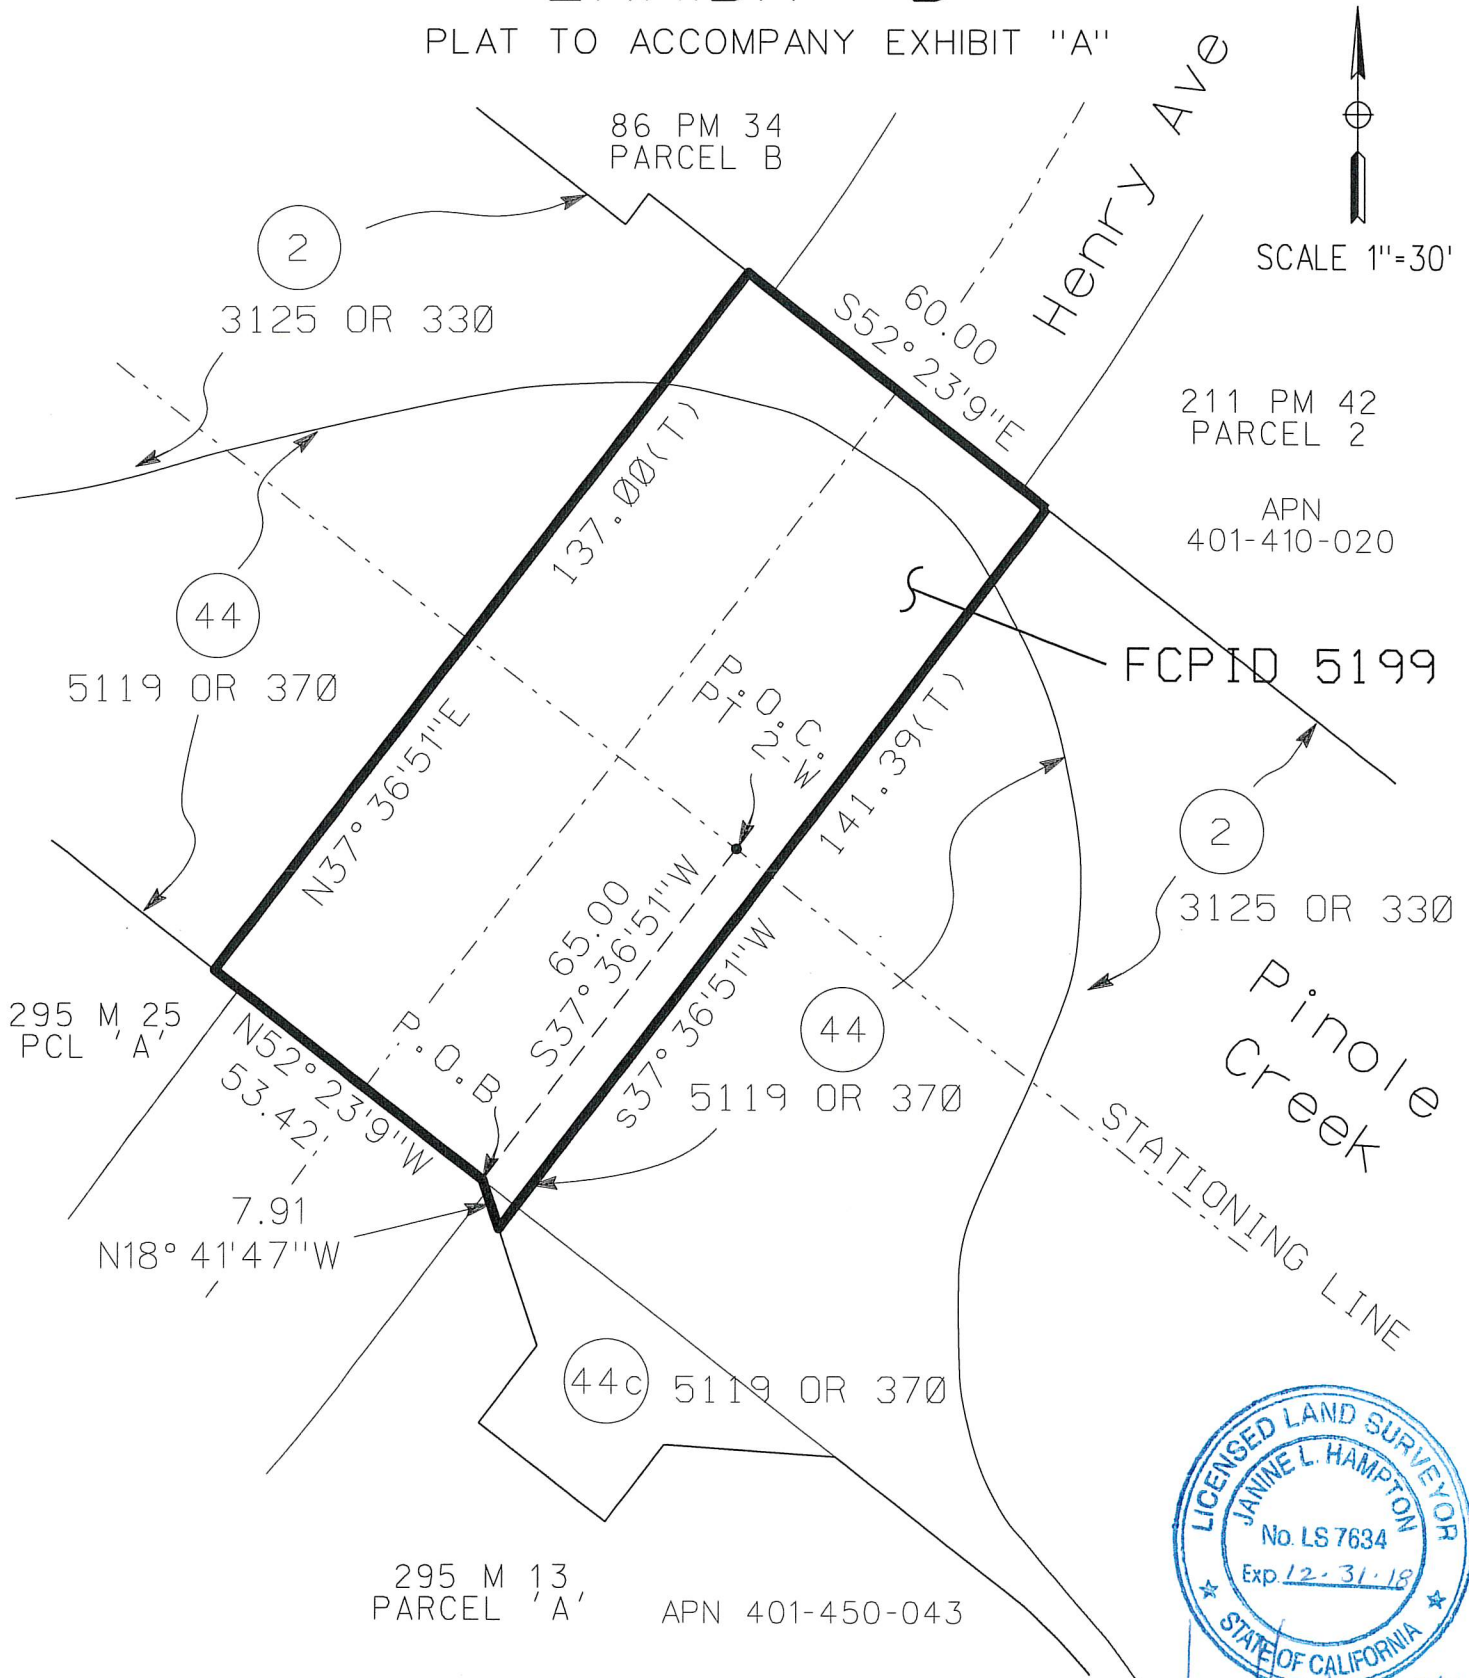 PLAT TO ACCOMPANY EXHIBIT "A"
86 PM 34
PARCEL B
Henry Ave
SCALE 1"=30'
2
3125 OR 330
60.00
S52° 23'9"E
211 PM 42
PARCEL 2
APN
401-410-020
137.00(T)
44
5119 OR 370
FCPID 5199
P.O.C.
PT 2-W
N37° 36'51"E
141.39(T)
2
3125 OR 330
65.00
S37° 36'51"W
S37° 36'51"W
Pinole
Creek
295 M 25
PCL 'A'
P.O.B
N52° 23'9"W
53.42'
44
5119 OR 370
STATIONING LINE
7.91
N18° 41'47"W
44c
5119 OR 370
295 M 13
PARCEL 'A'
APN 401-450-043
LICENSED LAND SURVEYOR
JANINE L. HAMPTON
No. LS 7634
Exp. 12-31-18
STATE OF CALIFORNIA